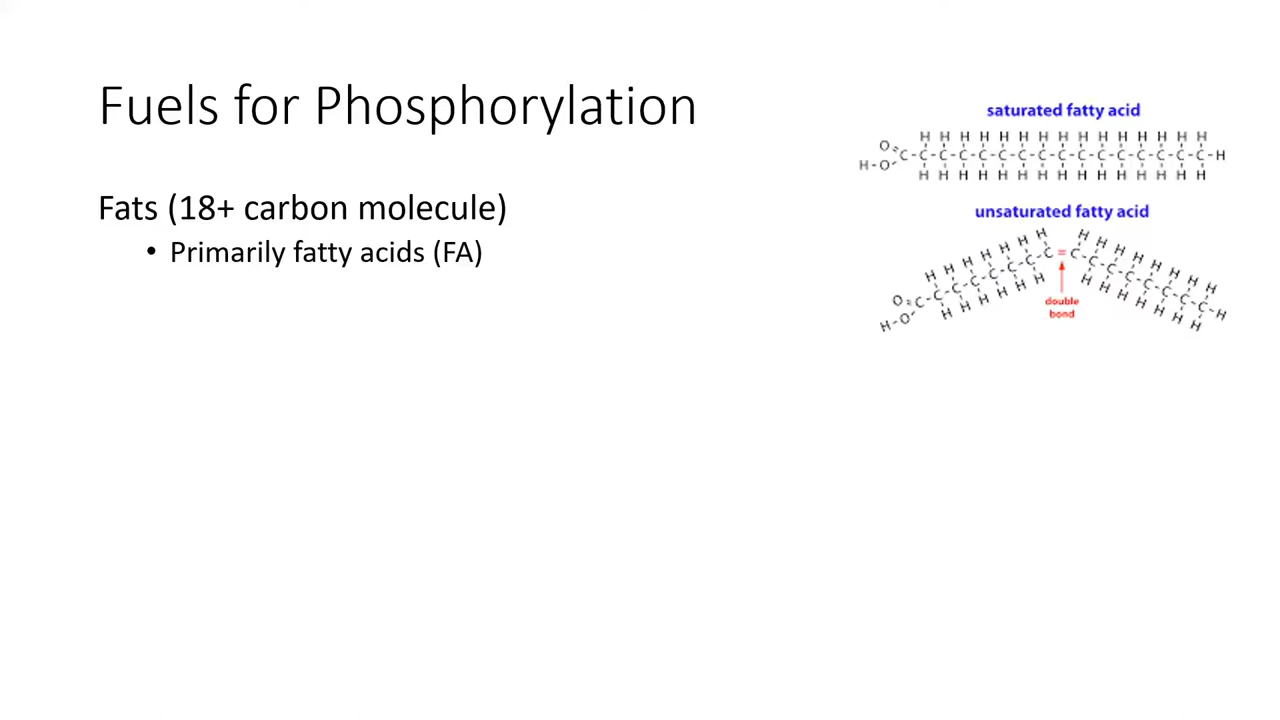 Fuels for Phosphorylation
Fats (18+ carbon molecule)
• Primarily fatty acids (FA)
saturated fatty acid
H H H H H H H H H H H H H H H
O=C-C-C-C-C-C-C-C-C-C-C-C-C-C-C-C-H
H-O
H H H H H H H H H H H H H H H
unsaturated fatty acid
double
bond